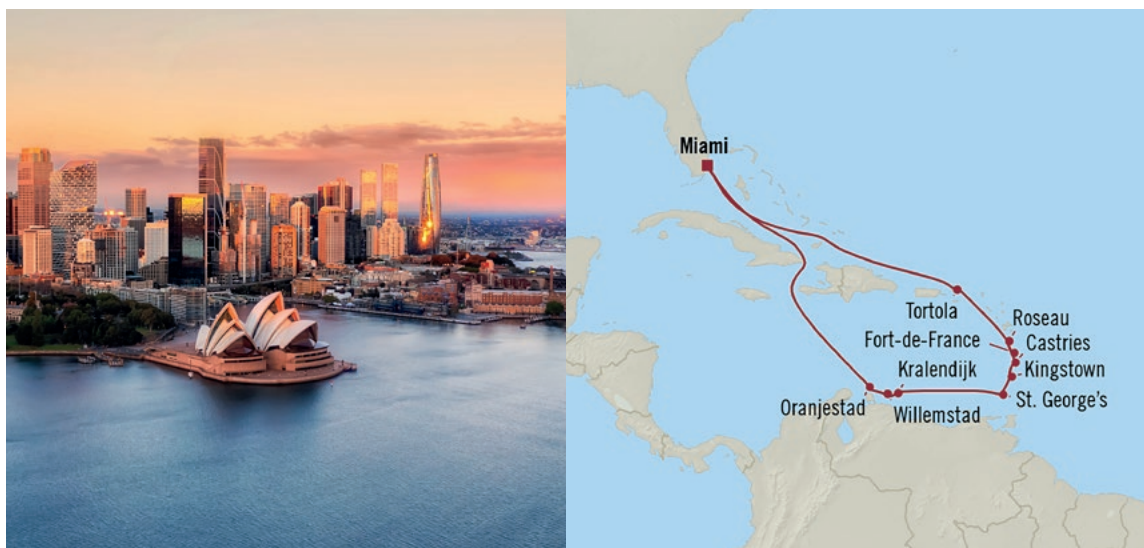 Miami
Tortola
Roseau
Fort-de-France
Castries
Kralendijk
Kingstown
Oranjestad
Willemstad
St. George's